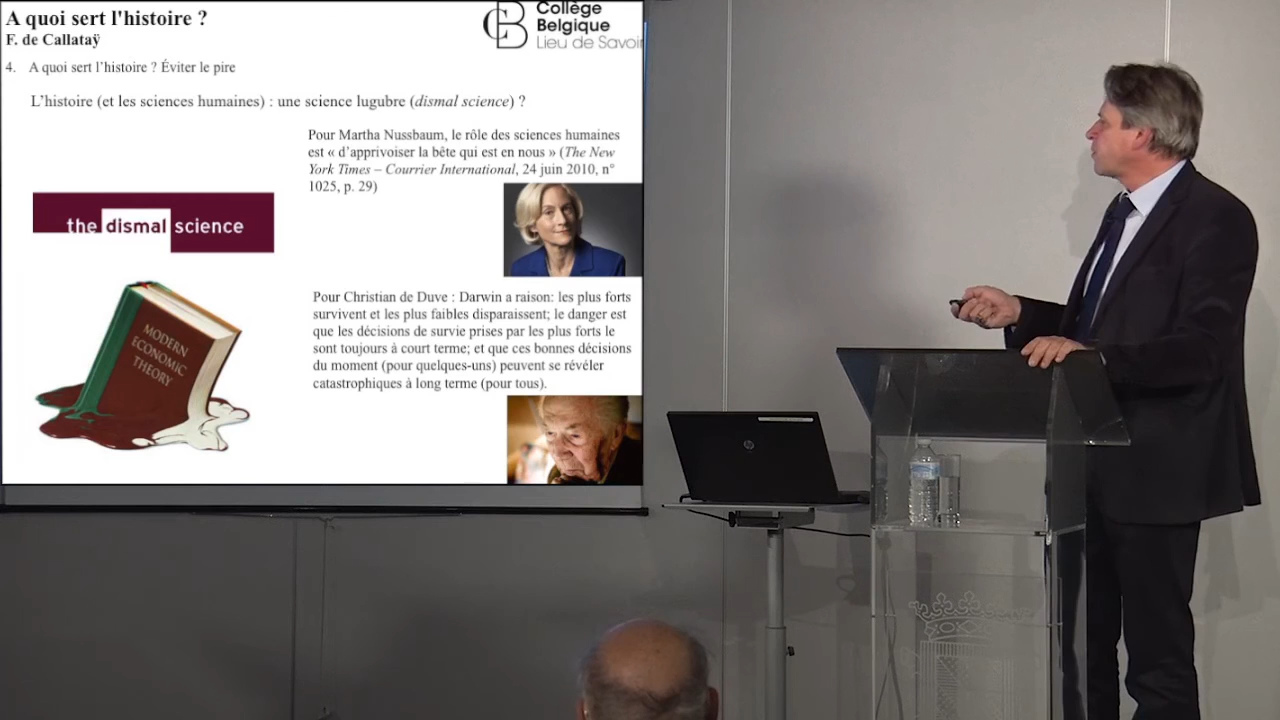 A quoi sert l'histoire ?
F. de Callataÿ
Collège
Belgique
Lieu de Savoir
4. A quoi sert l'histoire ? Éviter le pire
L'histoire (et les sciences humaines) : une science lugubre (dismal science) ?
Pour Martha Nussbaum, le rôle des sciences humaines
est « d'apprivoiser la bête qui est en nous » (The New
York Times – Courrier International, 24 juin 2010, n°
1025, p. 29)
the dismal science
Pour Christian de Duve : Darwin a raison: les plus forts
survivent et les plus faibles disparaissent; le danger est
que les décisions de survie prises par les plus forts le
sont toujours à court terme; et que ces bonnes décisions
du moment (pour quelques-uns) peuvent se révéler
catastrophiques à long terme (pour tous).
MODERN
ECONOMIC
THEORY
hp